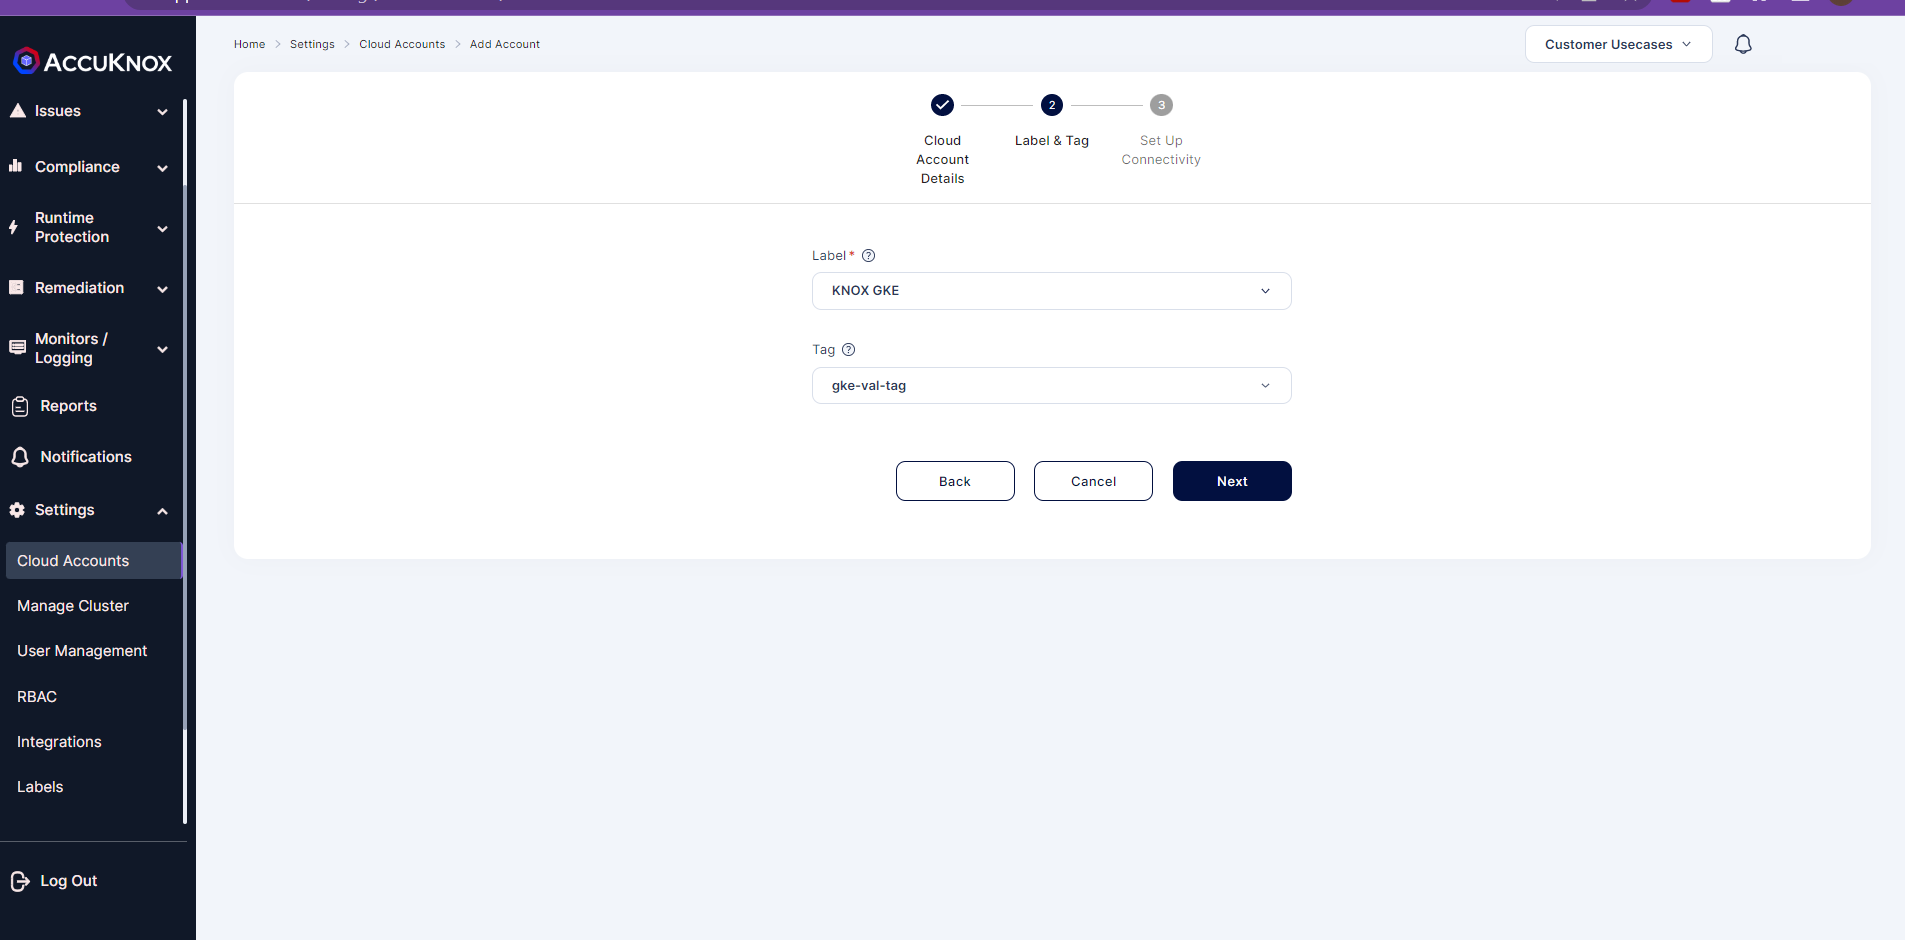 Home > Settings > Cloud Accounts > Add Account
Customer Usecases
ACCUKNOX
Issues
Compliance
Runtime
Protection
Remediation
Monitors /
Logging
Reports
Notifications
Settings
Cloud Accounts
Manage Cluster
User Management
RBAC
Integrations
Labels
Log Out
2
3
Cloud
Account
Details
Label & Tag
Set Up
Connectivity
Label *
KNOX GKE
Tag
gke-val-tag
Back
Cancel
Next